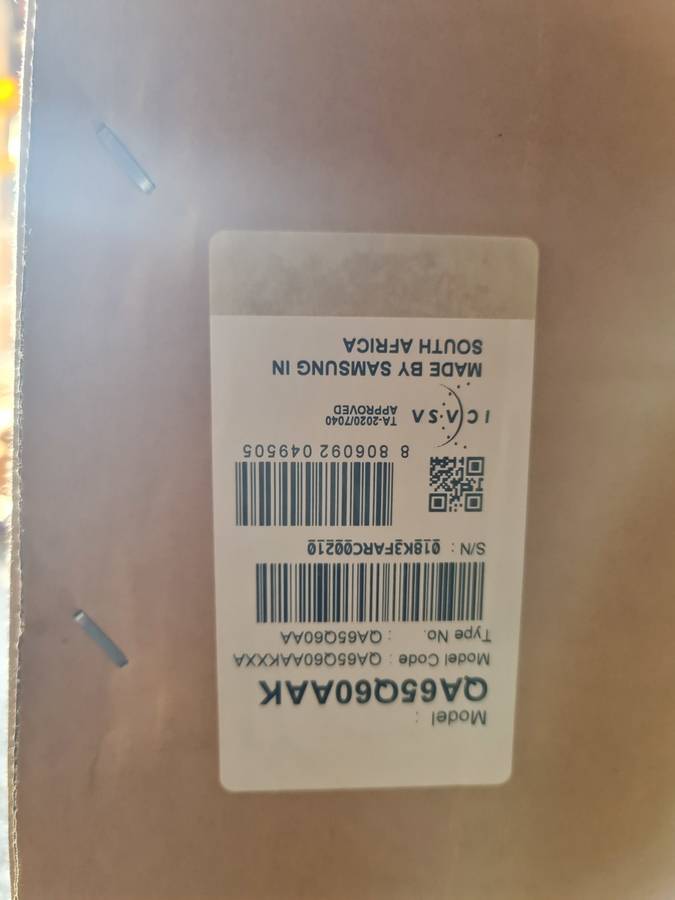 Model :
QA65Q60AAK
Model Code : QA65Q60AAKXXA
Type No. : QA65Q60AA
S/N : 018K3FARC00210
8 806092 049505
ICASA
TA-2020/7040
APPROVED
MADE BY SAMSUNG IN
SOUTH AFRICA